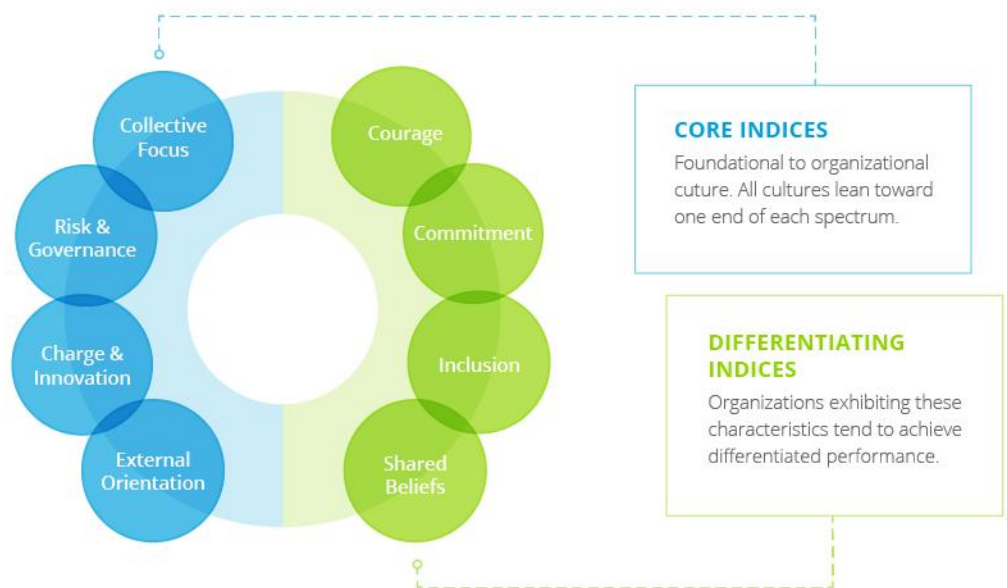 Collective
Focus
Risk &
Governance
Charge &
Innovation
External
Orientation
Courage
Commitment
Inclusion
Shared
Beliefs
CORE INDICES
Foundational to organizational
cuture. All cultures lean toward
one end of each spectrum.
DIFFERENTIATING
INDICES
Organizations exhibiting these
characteristics tend to achieve
differentiated performance.